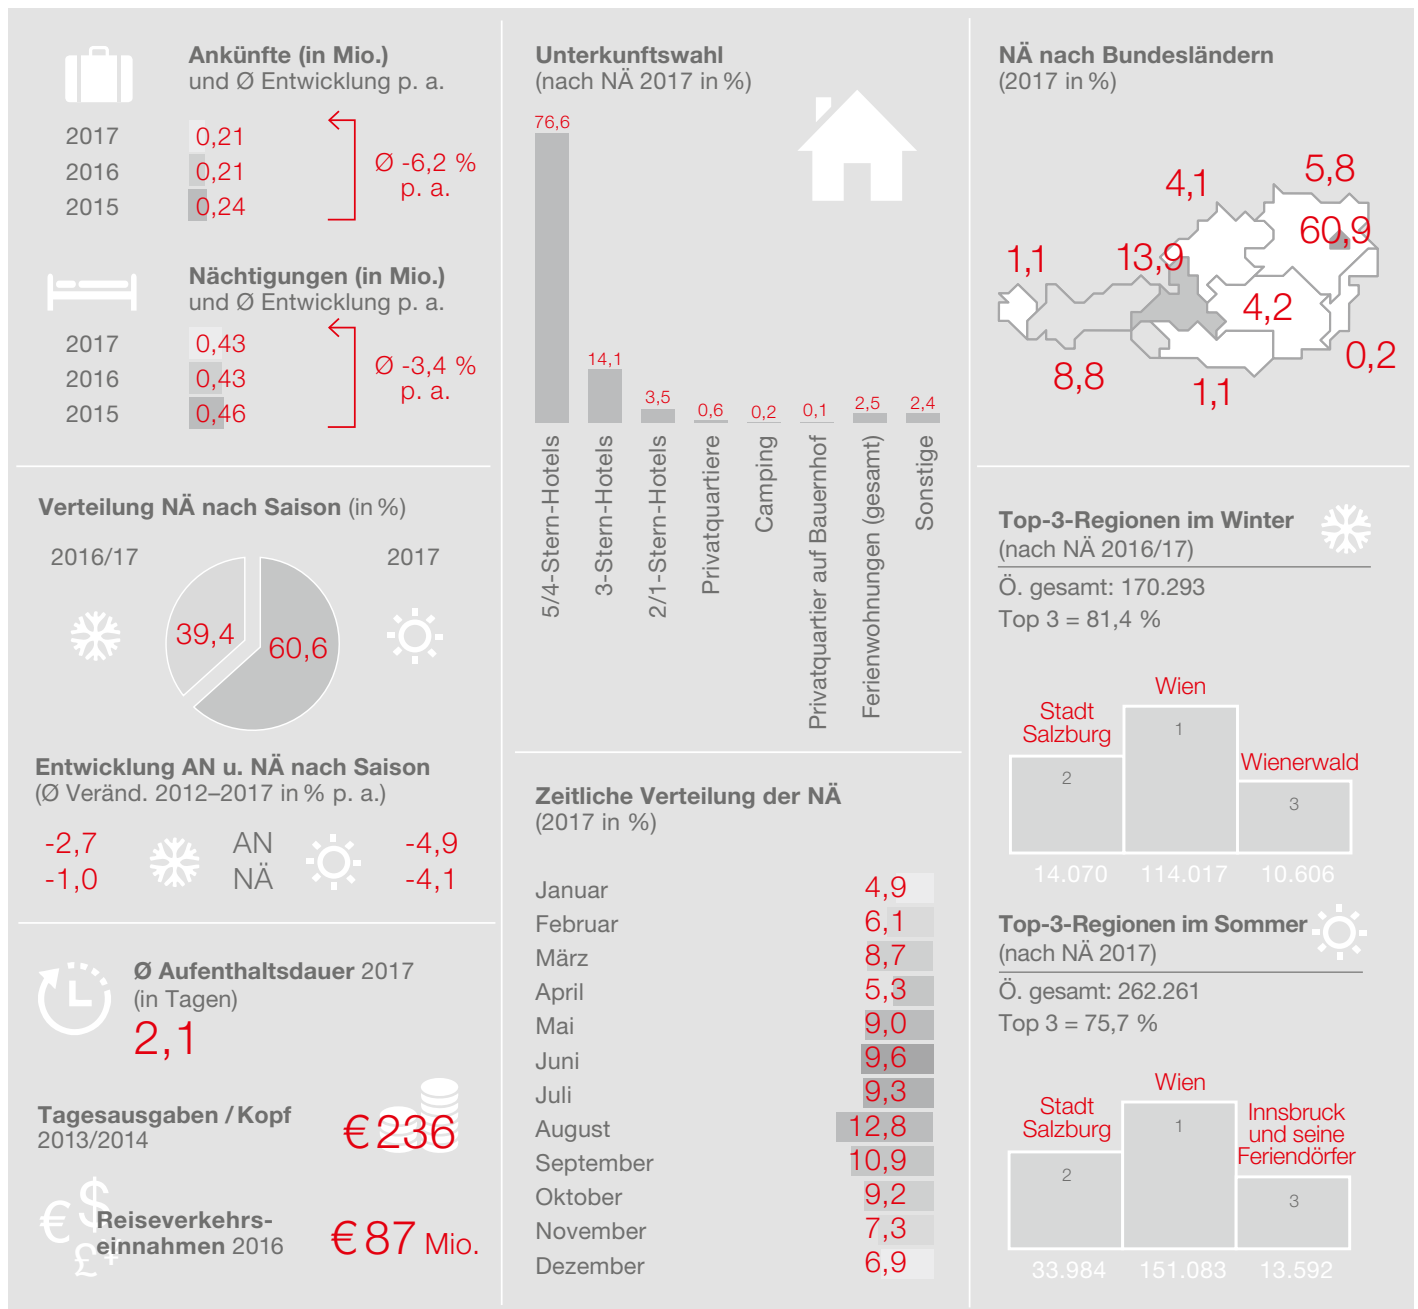 Ankünfte (in Mio.)
und Ø Entwicklung p. a.
2017 0,21
2016 0,21
2015 0,24
Ø -6,2 %
p. a.
Nächtigungen (in Mio.)
und Ø Entwicklung p. a.
2017 0,43
2016 0,43
2015 0,46
Ø -3,4 %
p. a.
Verteilung NÄ nach Saison (in %)
2016/17 2017
39,4 60,6
Entwicklung AN u. NÄ nach Saison
(Ø Veränd. 2012–2017 in % p. a.)
-2,7 AN -4,9
-1,0 NÄ -4,1
Ø Aufenthaltsdauer 2017
(in Tagen)
2,1
Tagesausgaben / Kopf
2013/2014
€ 236
€ $
£ ¥
Reiseverkehrs-
einnahmen 2016
€ 87 Mio.
Unterkunftswahl
(nach NÄ 2017 in %)
76,6
14,1
3,5
0,6
0,2
0,1
2,5
2,4
5/4-Stern-Hotels
3-Stern-Hotels
2/1-Stern-Hotels
Privatquartiere
Camping
Privatquartier auf Bauernhof
Ferienwohnungen (gesamt)
Sonstige
Zeitliche Verteilung der NÄ
(2017 in %)
Januar 4,9
Februar 6,1
März 8,7
April 5,3
Mai 9,0
Juni 9,6
Juli 9,3
August 12,8
September 10,9
Oktober 9,2
November 7,3
Dezember 6,9
NÄ nach Bundesländern
(2017 in %)
5,8
4,1
60,9
1,1
13,9
4,2
0,2
8,8
1,1
Top-3-Regionen im Winter
(nach NÄ 2016/17)
Ö. gesamt: 170.293
Top 3 = 81,4 %
Wien
Stadt
Salzburg
Wienerwald
1
2
3
14.070 114.017 10.606
Top-3-Regionen im Sommer
(nach NÄ 2017)
Ö. gesamt: 262.261
Top 3 = 75,7 %
Wien
Stadt
Salzburg
Innsbruck
und seine
Feriendörfer
1
2
3
33.984 151.083 13.592